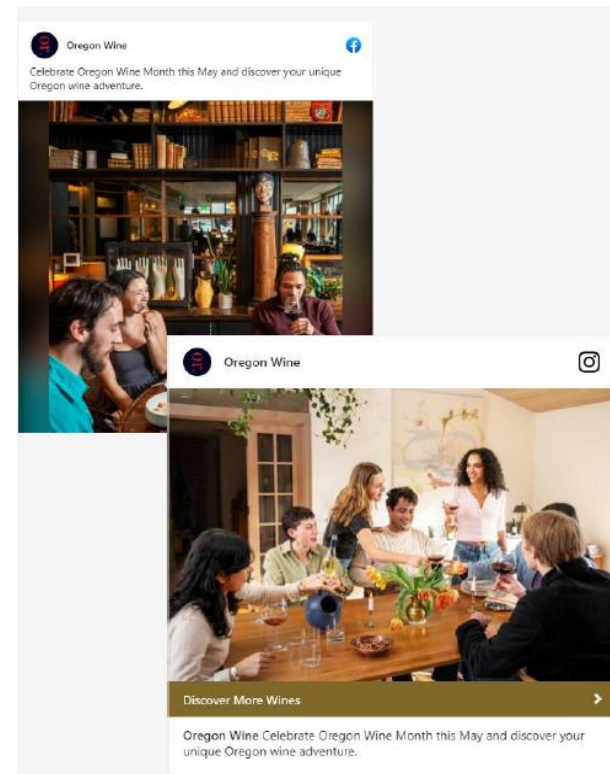 Oregon Wine
Celebrate Oregon Wine Month this May and discover your unique
Oregon wine adventure.
Oregon Wine
Discover More Wines
Oregon Wine Celebrate Oregon Wine Month this May and discover your
unique Oregon wine adventure.